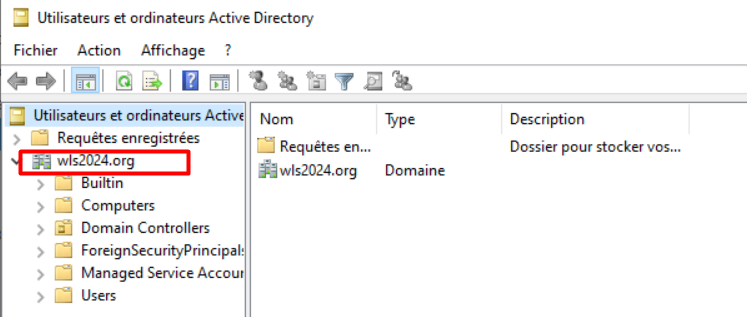 Utilisateurs et ordinateurs Active Directory
Fichier Action Affichage ?
Utilisateurs et ordinateurs Active
Requêtes enregistrées
wls2024.org
Builtin
Computers
Domain Controllers
ForeignSecurityPrincipals
Managed Service Accour
Users
Nom Type Description
Requêtes en... Dossier pour stocker vos...
wls2024.org Domaine